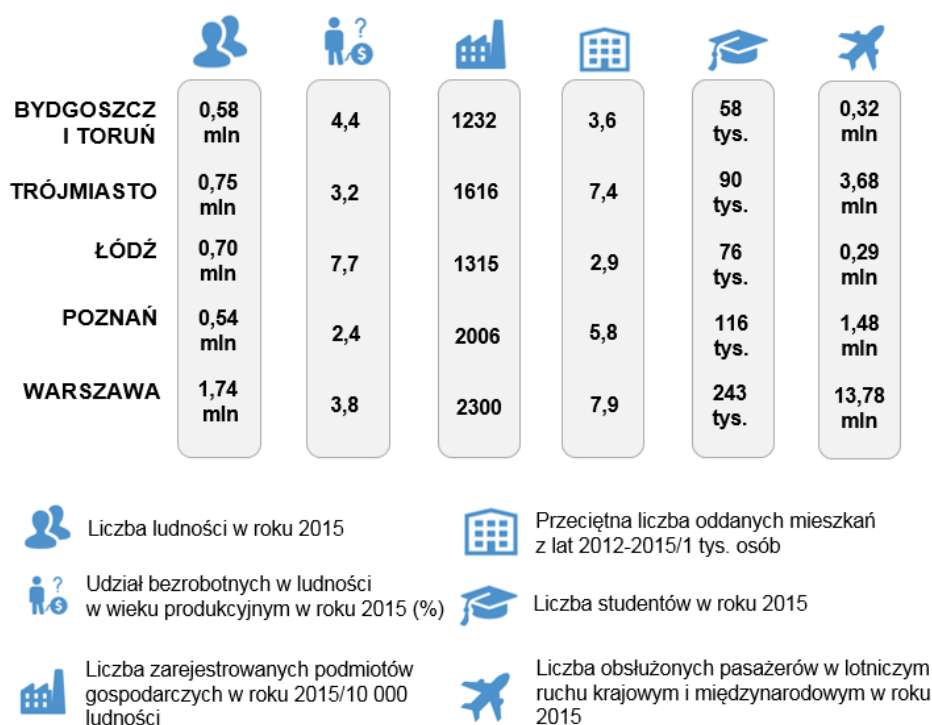 ?
$
BYDGOSZCZ
I TORUŃ
0,58
mln
4,4
1232
3,6
58
tys.
0,32
mln
TRÓJMIASTO
0,75
mln
3,2
1616
7,4
90
tys.
3,68
mln
ŁÓDŹ
0,70
mln
7,7
1315
2,9
76
tys.
0,29
mln
POZNAŃ
0,54
mln
2,4
2006
5,8
116
tys.
1,48
mln
WARSZAWA
1,74
mln
3,8
2300
7,9
243
tys.
13,78
mln
Liczba ludności w roku 2015
Przeciętna liczba oddanych mieszkań
z lat 2012-2015/1 tys. osób
?
$
Udział bezrobotnych w ludności
w wieku produkcyjnym w roku 2015 (%)
Liczba studentów w roku 2015
Liczba zarejestrowanych podmiotów
gospodarczych w roku 2015/10 000
ludności
Liczba obsłużonych pasażerów w lotniczym
ruchu krajowym i międzynarodowym w roku
2015